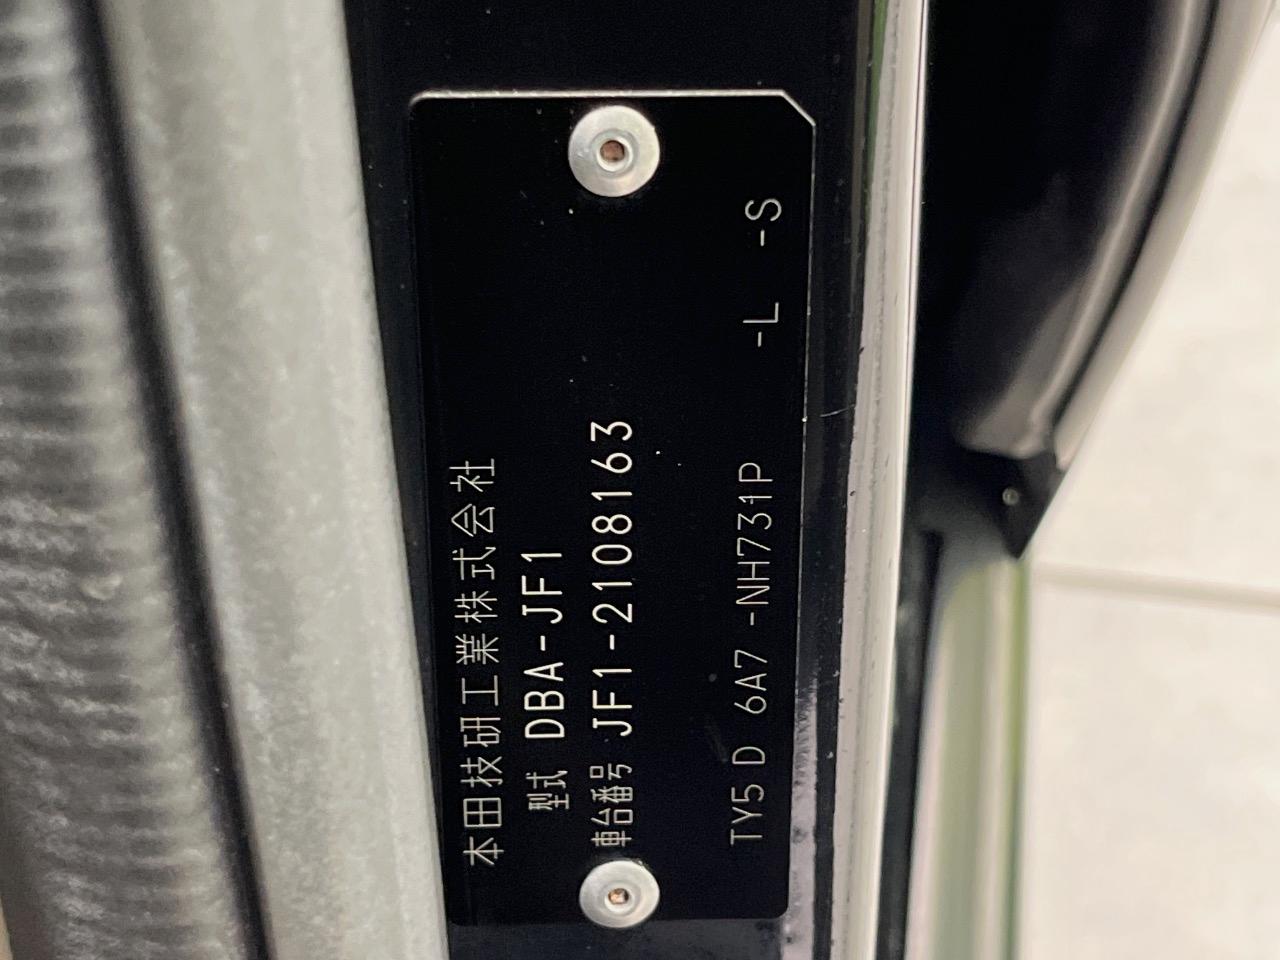 本田技研工業株式会社
型式 DBA-JF1
車台番号 JF1-2108163
TY5 D 6A7 -NH731P -L -S